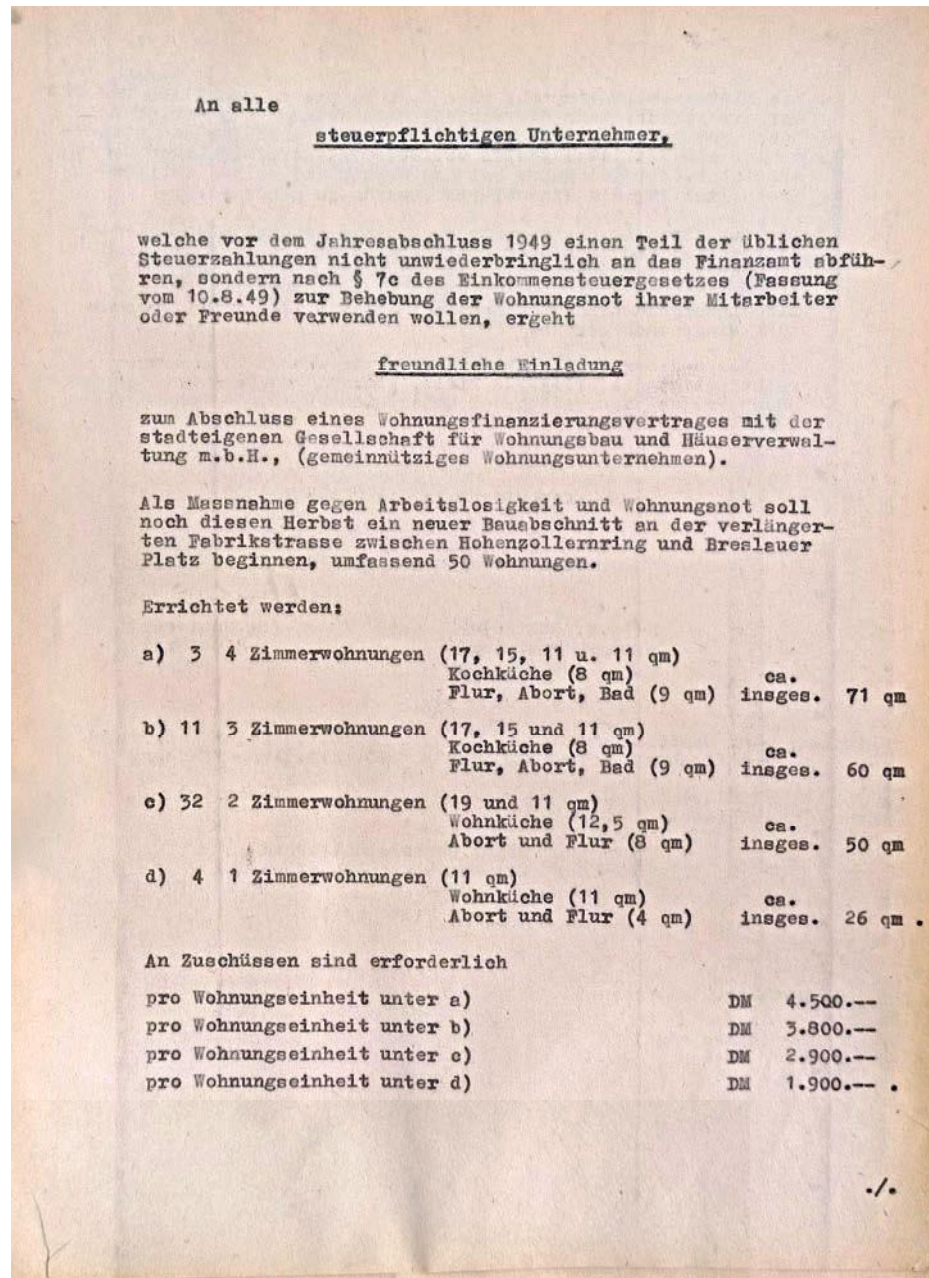 An alle
steuerpflichtigen Unternehmer,
welche vor dem Jahresabschluss 1949 einen Teil der üblichen
Steuerzahlungen nicht unwiederbringlich an das Finanzamt abfüh-
ren, sondern nach § 7c des Einkommensteuergesetzes (Fassung
vom 10.8.49) zur Behebung der Wohnungsnot ihrer Mitarbeiter
oder Freunde verwenden wollen, ergeht
freundliche Einladung
zum Abschluss eines Wohnungsfinanzierungsvertrages mit der
stadteigenen Gesellschaft für Wohnungsbau und Häuserverwal-
tung m.b.H., (gemeinnütziges Wohnungsunternehmen).
Als Massnahme gegen Arbeitslosigkeit und Wohnungsnot soll
noch diesen Herbst ein neuer Bauabschnitt an der verlänger-
ten Fabrikstrasse zwischen Hohenzollernring und Breslauer
Platz beginnen, umfassend 50 Wohnungen.
Errichtet werden:
a) 3 4 Zimmerwohnungen (17, 15, 11 u. 11 qm)
Kochküche (8 qm) ca.
Flur, Abort, Bad (9 qm) insges. 71 qm
b) 11 3 Zimmerwohnungen (17, 15 und 11 qm)
Kochküche (8 qm) ca.
Flur, Abort, Bad (9 qm) insges. 60 qm
c) 32 2 Zimmerwohnungen (19 und 11 qm)
Wohnküche (12,5 qm) ca.
Abort und Flur (8 qm) insges. 50 qm
d) 4 1 Zimmerwohnungen (11 qm)
Wohnküche (11 qm) ca.
Abort und Flur (4 qm) insges. 26 qm .
An Zuschüssen sind erforderlich
pro Wohnungseinheit unter a) DM 4.500.--
pro Wohnungseinheit unter b) DM 3.800.--
pro Wohnungseinheit unter c) DM 2.900.--
pro Wohnungseinheit unter d) DM 1.900.-- .
./.